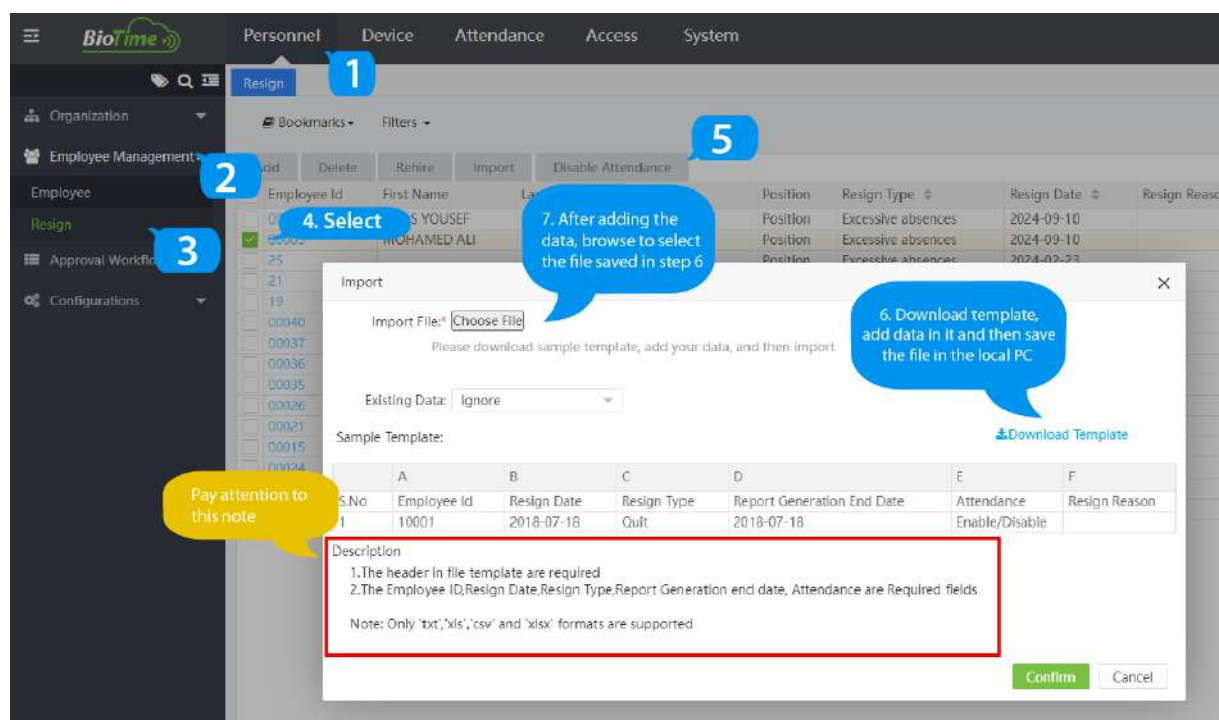 BioTime
Personnel Device Attendance Access System
1
Resign
Organization
Bookmarks Filters
5
Employee Management
2
Add Delete Rehire Import Disable Attendance
Employee
Employee Id First Name Position Resign Type Resign Date Resign Reaso
4. Select
YOUSEF
7. After adding the
data, browse to select
the file saved in step 6
Position Excessive absences 2024-09-10
Resign
3
MOHAMED ALI Position Excessive absences 2024-09-10
Approval Workflo
25 Position Excessive absences 2024-02-23
21
Configurations
19
00040
00037
00036
00035
00026
00021
00015
00024
Import
Import File:* Choose File
6. Download template,
add data in it and then save
the file in the local PC
Please download sample template, add your data, and then import
Existing Data: Ignore
Sample Template:
Download Template
A B C D E F
S.No Employee Id Resign Date Resign Type Report Generation End Date Attendance Resign Reason
1 10001 2018-07-18 Quit 2018-07-18 Enable/Disable
Pay attention to
this note
Description
1.The header in file template are required
2.The Employee ID,Resign Date,Resign Type,Report Generation end date, Attendance are Required fields
Note: Only 'txt','xls','csv' and 'xlsx' formats are supported
Confirm Cancel